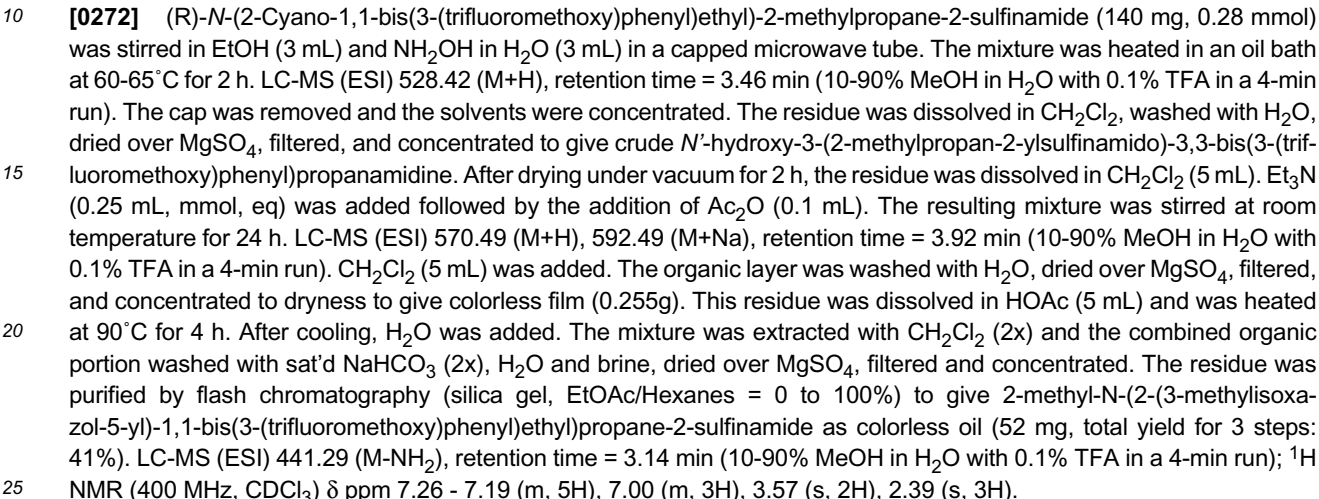 10 [0272] (R)-N-(2-Cyano-1,1-bis(3-(trifluoromethoxy)phenyl)ethyl)-2-methylpropane-2-sulfinamide (140 mg, 0.28 mmol)
was stirred in EtOH (3 mL) and NH2OH in H2O (3 mL) in a capped microwave tube. The mixture was heated in an oil bath
at 60-65˚C for 2 h. LC-MS (ESI) 528.42 (M+H), retention time = 3.46 min (10-90% MeOH in H2O with 0.1% TFA in a 4-min
run). The cap was removed and the solvents were concentrated. The residue was dissolved in CH2Cl2, washed with H2O,
dried over MgSO4, filtered, and concentrated to give crude N'-hydroxy-3-(2-methylpropan-2-ylsulfinamido)-3,3-bis(3-(trif-
15 luoromethoxy)phenyl)propanamidine. After drying under vacuum for 2 h, the residue was dissolved in CH2Cl2 (5 mL). Et3N
(0.25 mL, mmol, eq) was added followed by the addition of Ac2O (0.1 mL). The resulting mixture was stirred at room
temperature for 24 h. LC-MS (ESI) 570.49 (M+H), 592.49 (M+Na), retention time = 3.92 min (10-90% MeOH in H2O with
0.1% TFA in a 4-min run). CH2Cl2 (5 mL) was added. The organic layer was washed with H2O, dried over MgSO4, filtered,
and concentrated to dryness to give colorless film (0.255g). This residue was dissolved in HOAc (5 mL) and was heated
20 at 90˚C for 4 h. After cooling, H2O was added. The mixture was extracted with CH2Cl2 (2x) and the combined organic
portion washed with sat'd NaHCO3 (2x), H2O and brine, dried over MgSO4, filtered and concentrated. The residue was
purified by flash chromatography (silica gel, EtOAc/Hexanes = 0 to 100%) to give 2-methyl-N-(2-(3-methylisoxa-
zol-5-yl)-1,1-bis(3-(trifluoromethoxy)phenyl)ethyl)propane-2-sulfinamide as colorless oil (52 mg, total yield for 3 steps:
41%). LC-MS (ESI) 441.29 (M-NH2), retention time = 3.14 min (10-90% MeOH in H2O with 0.1% TFA in a 4-min run); 1H
25 NMR (400 MHz, CDCl3) δ ppm 7.26 - 7.19 (m, 5H), 7.00 (m, 3H), 3.57 (s, 2H), 2.39 (s, 3H).